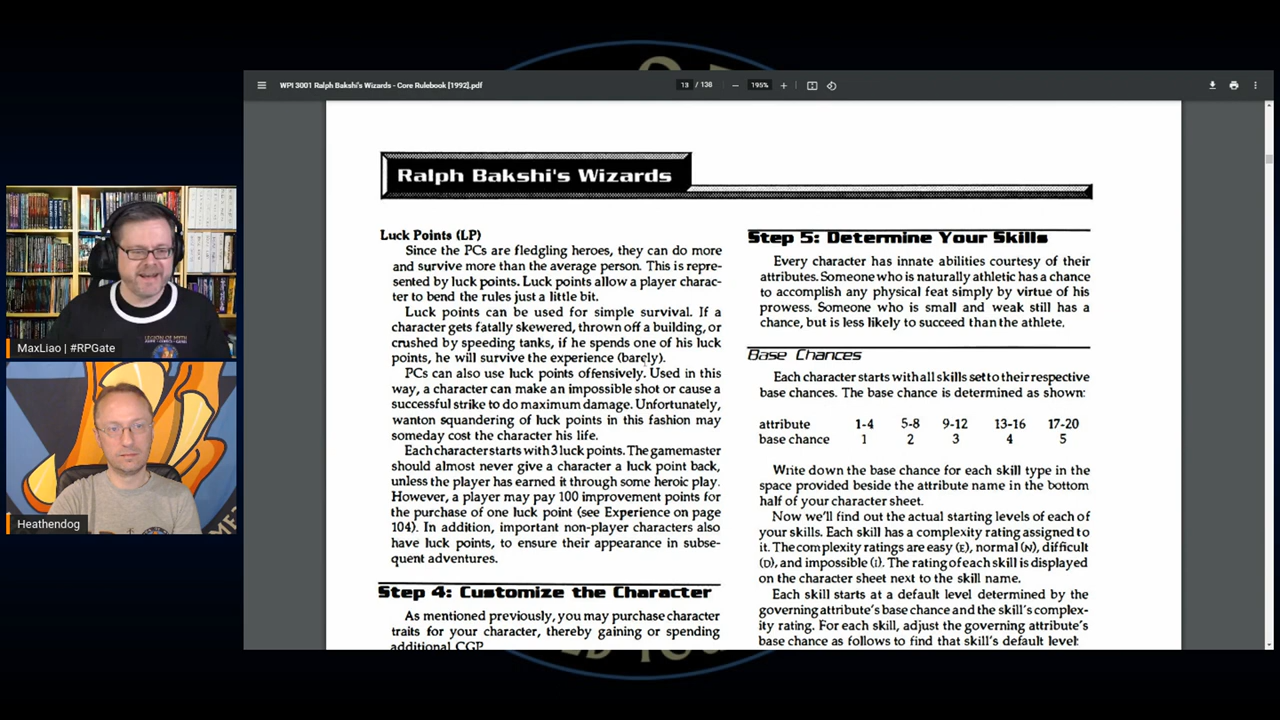 WPI 3001 Ralph Bakshi's Wizards - Core Rulebook [1992].pdf
13 / 138
195%
Ralph Bakshi's Wizards
Luck Points (LP)
Since the PCs are fledgling heroes, they can do more
and survive more than the average person. This is repre-
sented by luck points. Luck points allow a player charac-
ter to bend the rules just a little bit.
Luck points can be used for simple survival. If a
character gets fatally skewered, thrown off a building, or
crushed by speeding tanks, if he spends one of his luck
points, he will survive the experience (barely).
PCs can also use luck points offensively. Used in this
way, a character can make an impossible shot or cause a
successful strike to do maximum damage. Unfortunately,
wanton squandering of luck points in this fashion may
someday cost the character his life.
Each character starts with 3 luck points. The gamemaster
should almost never give a character a luck point back,
unless the player has earned it through some heroic play.
However, a player may pay 100 improvement points for
the purchase of one luck point (see Experience on page
104). In addition, important non-player characters also
have luck points, to ensure their appearance in subse-
quent adventures.
Step 4: Customize the Character
As mentioned previously, you may purchase character
traits for your character, thereby gaining or spending
additional CGP
Step 5: Determine Your Skills
Every character has innate abilities courtesy of their
attributes. Someone who is naturally athletic has a chance
to accomplish any physical feat simply by virtue of his
prowess. Someone who is small and weak still has a
chance, but is less likely to succeed than the athlete.
Base Chances
Each character starts with all skills set to their respective
base chances. The base chance is determined as shown:
attribute 1-4 5-8 9-12 13-16 17-20
base chance 1 2 3 4 5
Write down the base chance for each skill type in the
space provided beside the attribute name in the bottom
half of your character sheet.
Now we'll find out the actual starting levels of each of
your skills. Each skill has a complexity rating assigned to
it. The complexity ratings are easy (E), normal (N), difficult
(D), and impossible (I). The rating of each skill is displayed
on the character sheet next to the skill name.
Each skill starts at a default level determined by the
governing attribute's base chance and the skill's complex-
ity rating. For each skill, adjust the governing attribute's
base chance as follows to find that skill's default level:
MaxLiao | #RPGate
Heathendog